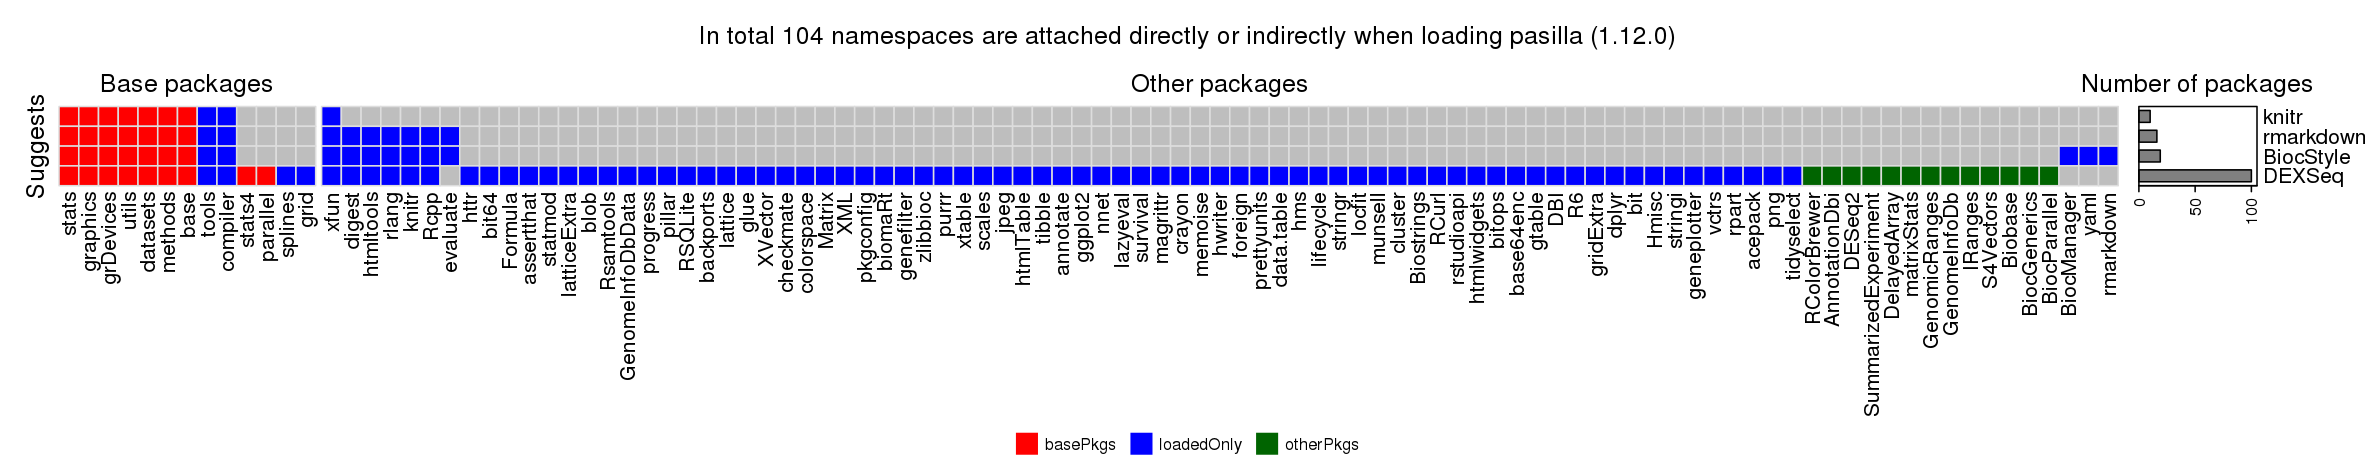 In total 104 namespaces are attached directly or indirectly when loading pasilla (1.12.0)
Base packages
Other packages
Number of packages
Suggests
knitr
rmarkdown
BiocStyle
DEXSeq
0
50
100
stats
graphics
grDevices
utils
datasets
methods
base
tools
compiler
stats4
parallel
splines
grid
xfun
digest
htmltools
rlang
knitr
Rcpp
evaluate
httr
bit64
Formula
assertthat
statmod
latticeExtra
blob
Rsamtools
GenomeInfoDbData
progress
pillar
RSQLite
backports
lattice
glue
XVector
checkmate
colorspace
Matrix
XML
pkgconfig
biomaRt
genefilter
zlibbioc
purrr
xtable
scales
jpeg
htmlTable
tibble
annotate
ggplot2
nnet
lazyeval
survival
magrittr
crayon
memoise
hwriter
foreign
prettyunits
data.table
hms
lifecycle
stringr
locfit
munsell
cluster
Biostrings
RCurl
rstudioapi
htmlwidgets
bitops
base64enc
gtable
DBI
R6
gridExtra
dplyr
bit
Hmisc
stringi
geneplotter
vctrs
rpart
acepack
png
tidyselect
RColorBrewer
AnnotationDbi
DESeq2
SummarizedExperiment
DelayedArray
matrixStats
GenomicRanges
GenomeInfoDb
IRanges
S4Vectors
Biobase
BiocGenerics
BiocParallel
BiocManager
yaml
rmarkdown
basePkgs
loadedOnly
otherPkgs